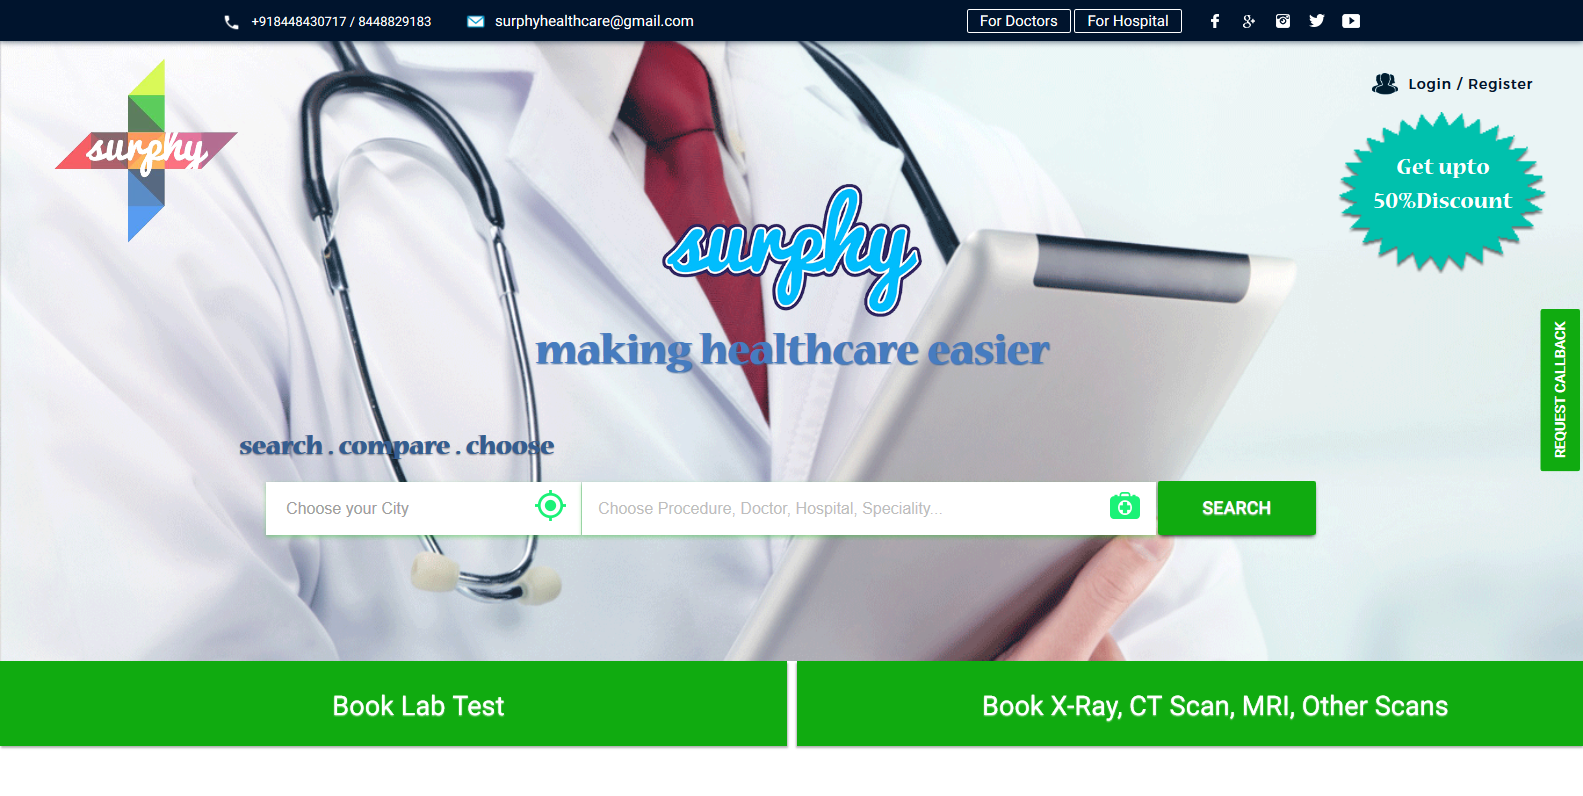 +918448430717 / 8448829183
surphyhealthcare@gmail.com
For Doctors
For Hospital
Login / Register
surphy
Get upto
50%Discount
surphy
making healthcare easier
REQUEST CALLBACK
search . compare . choose
Choose your City
Choose Procedure, Doctor, Hospital, Speciality...
SEARCH
Book Lab Test
Book X-Ray, CT Scan, MRI, Other Scans